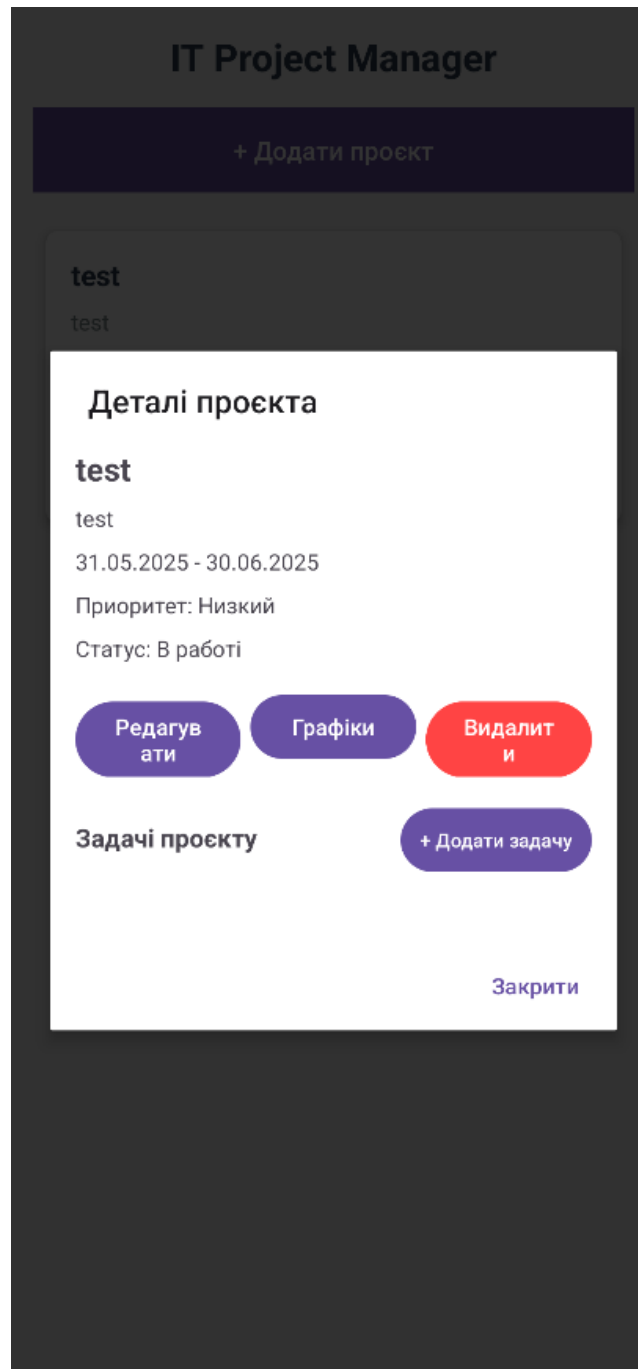 IT Project Manager
+ Додати проєкт
test
test
Деталі проєкта
test
test
31.05.2025 - 30.06.2025
Приоритет: Низкий
Статус: В работі
Редагув
ати
Графіки
Видалит
и
Задачі проєкту
+ Додати задачу
Закрити